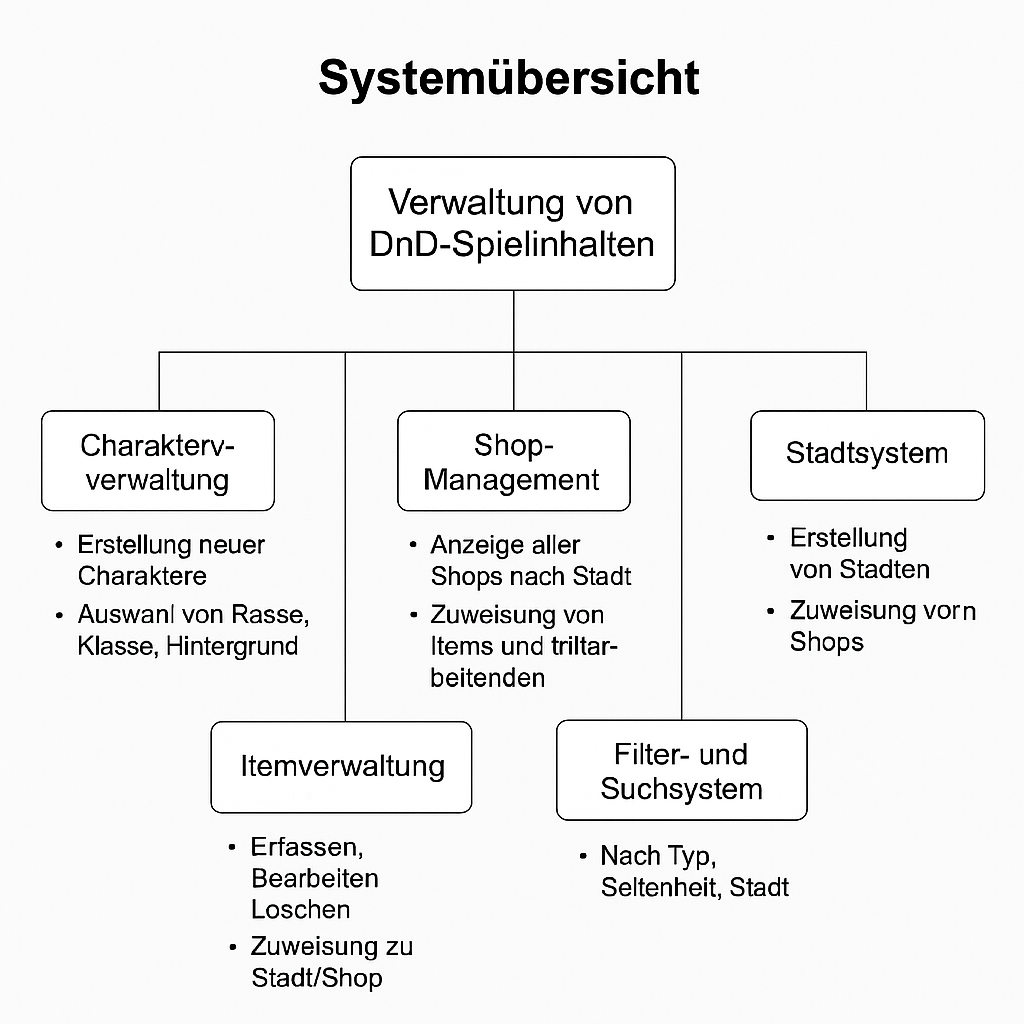 Systemübersicht
Verwaltung von
DnD-Spielinhalten
Charakterv-
verwaltung
• Erstellung neuer
Charaktere
• Auswanl von Rasse,
Klasse, Hintergrund
Shop-
Management
• Anzeige aller
Shops nach Stadt
• Zuweisung von
Items und triltar-
beitenden
Stadtsystem
• Erstellung
von Stadten
• Zuweisung vorn
Shops
Itemverwaltung
• Erfassen,
Bearbeiten
Loschen
• Zuweisung zu
Stadt/Shop
Filter- und
Suchsystem
• Nach Typ,
Seltenheit, Stadt